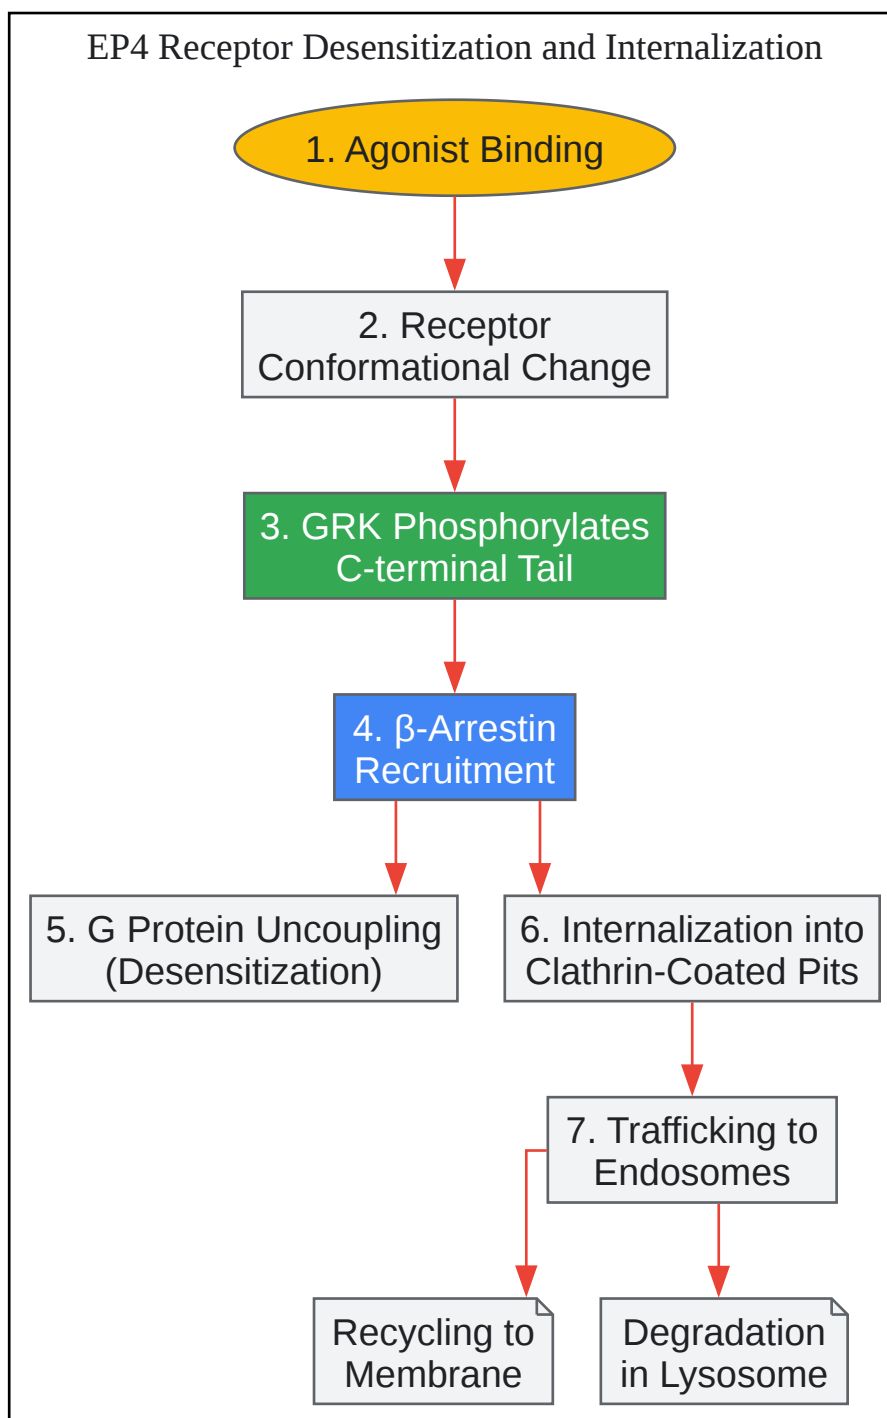 EP4 Receptor Desensitization and Internalization
1. Agonist Binding
2. Receptor
Conformational Change
3. GRK Phosphorylates
C-terminal Tail
4. β-Arrestin
Recruitment
5. G Protein Uncoupling
(Desensitization)
6. Internalization into
Clathrin-Coated Pits
7. Trafficking to
Endosomes
Recycling to
Membrane
Degradation
in Lysosome